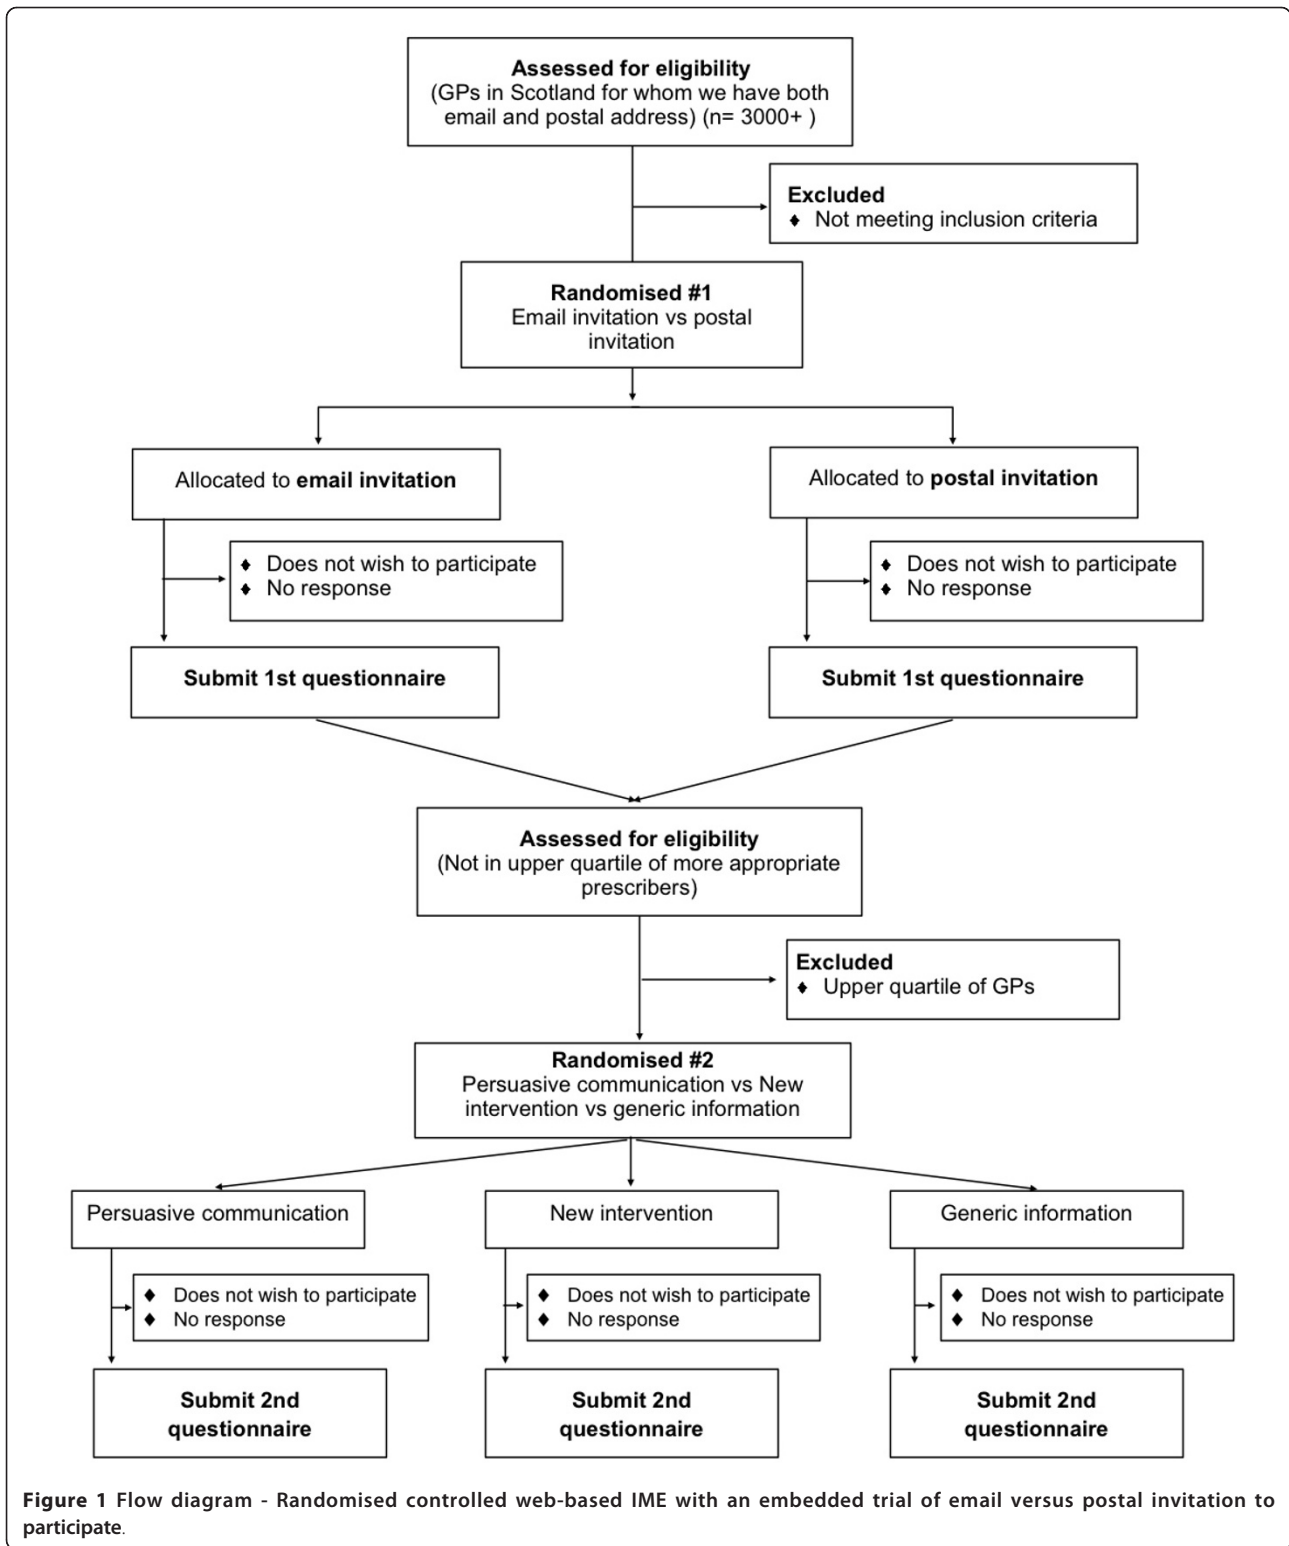 Assessed for eligibility
(GPs in Scotland for whom we have both
email and postal address) (n= 3000+ )
Excluded
♦ Not meeting inclusion criteria
Randomised #1
Email invitation vs postal
invitation
Allocated to email invitation
Allocated to postal invitation
♦ Does not wish to participate
♦ No response
♦ Does not wish to participate
♦ No response
Submit 1st questionnaire
Submit 1st questionnaire
Assessed for eligibility
(Not in upper quartile of more appropriate
prescribers)
Excluded
♦ Upper quartile of GPs
Randomised #2
Persuasive communication vs New
intervention vs generic information
Persuasive communication
New intervention
Generic information
♦ Does not wish to participate
♦ No response
♦ Does not wish to participate
♦ No response
♦ Does not wish to participate
♦ No response
Submit 2nd
questionnaire
Submit 2nd
questionnaire
Submit 2nd
questionnaire
Figure 1 Flow diagram - Randomised controlled web-based IME with an embedded trial of email versus postal invitation to
participate.